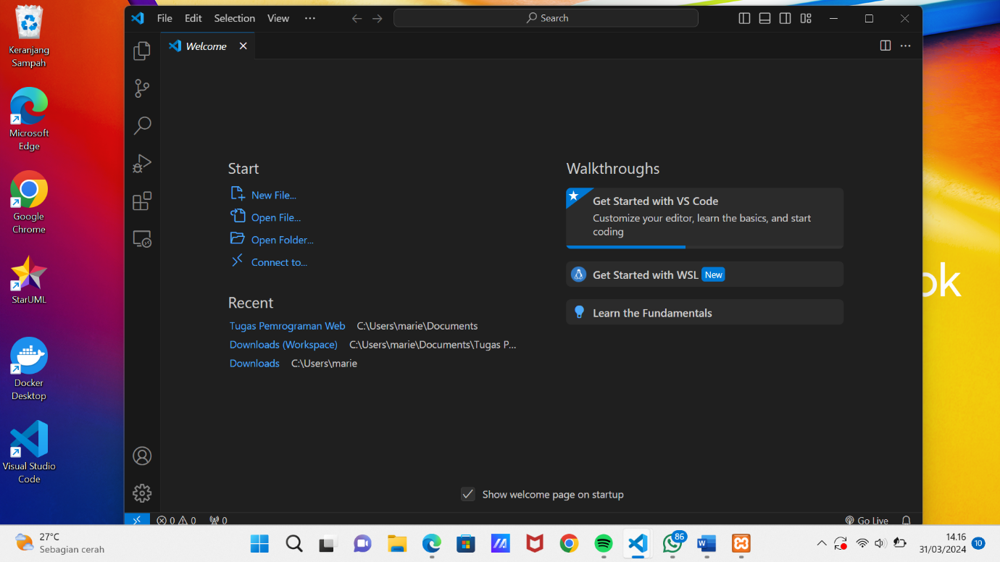 Keranjang
Sampah
Microsoft
Edge
Google
Chrome
StarUML
Docker
Desktop
Visual Studio
Code
File Edit Selection View ... Search
Welcome
Start
New File...
Open File...
Open Folder...
Connect to...
Recent
Tugas Pemrograman Web C:\Users\marie\Documents
Downloads (Workspace) C:\Users\marie\Documents\Tugas P...
Downloads C:\Users\marie
Walkthroughs
Get Started with VS Code
Customize your editor, learn the basics, and start
coding
Get Started with WSL New
Learn the Fundamentals
Show welcome page on startup
0 0 0 Go Live
ok
27°C
Sebagian cerah
86
14.16
31/03/2024
10